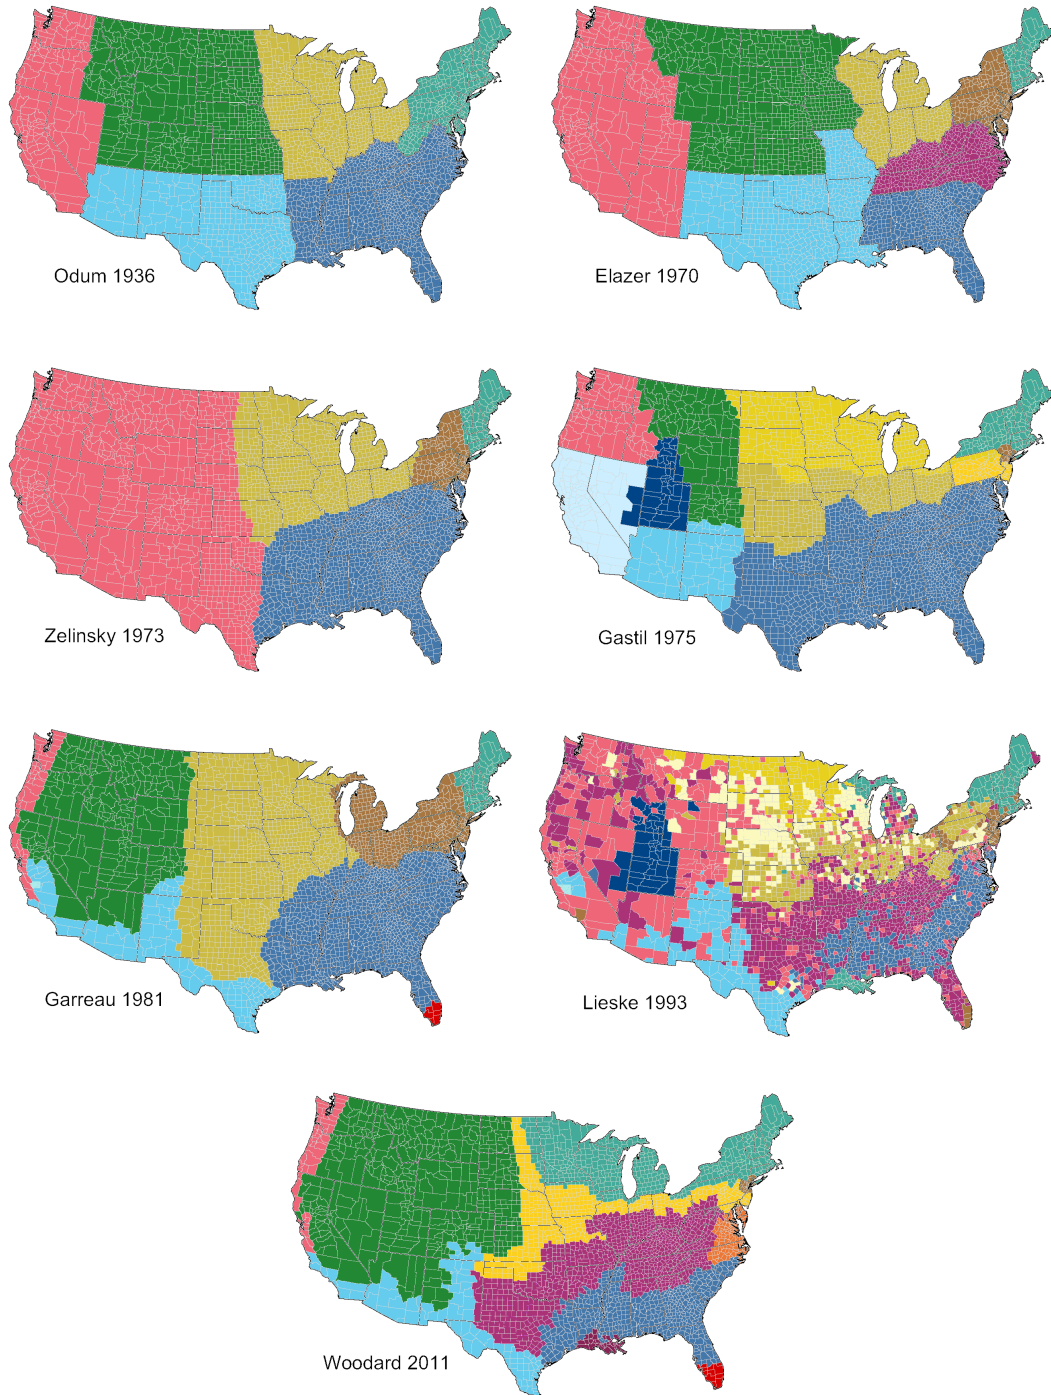 Odum 1936
Elazer 1970
Zelinsky 1973
Gastil 1975
Garreau 1981
Lieske 1993
Woodard 2011